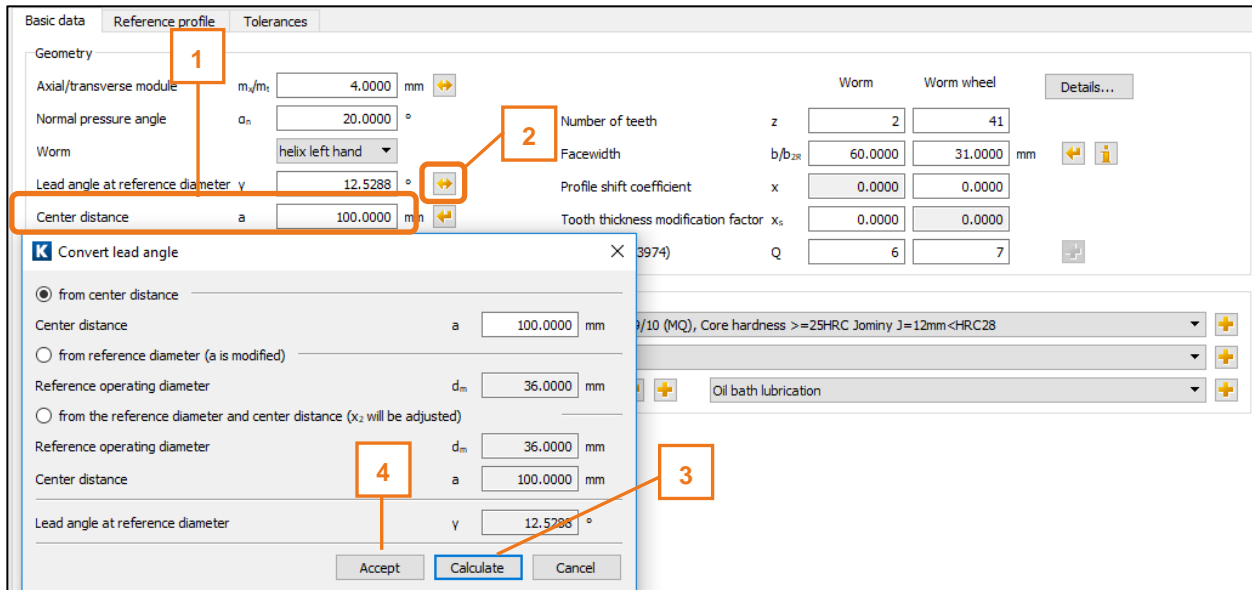 Basic data Reference profile Tolerances
Geometry
1
Axial/transverse module mx/mt 4.0000 mm
Worm Worm wheel Details...
Normal pressure angle αn 20.0000 °
2
Number of teeth z 2 41
Worm helix left hand
Facewidth b/b2R 60.0000 31.0000 mm
Lead angle at reference diameter γ 12.5288 °
Profile shift coefficient x 0.0000 0.0000
Center distance a 100.0000 mm
Tooth thickness modification factor xs 0.0000 0.0000
K Convert lead angle
3974) Q 6 7
from center distance
Center distance a 100.0000 mm
9/10 (MQ), Core hardness >=25HRC Jominy J=12mm<HRC28
from reference diameter (a is modified)
Reference operating diameter dm 36.0000 mm
Oil bath lubrication
from the reference diameter and center distance (x2 will be adjusted)
Reference operating diameter dm 36.0000 mm
4
3
Center distance a 100.0000 mm
Lead angle at reference diameter γ 12.5288 °
Accept Calculate Cancel